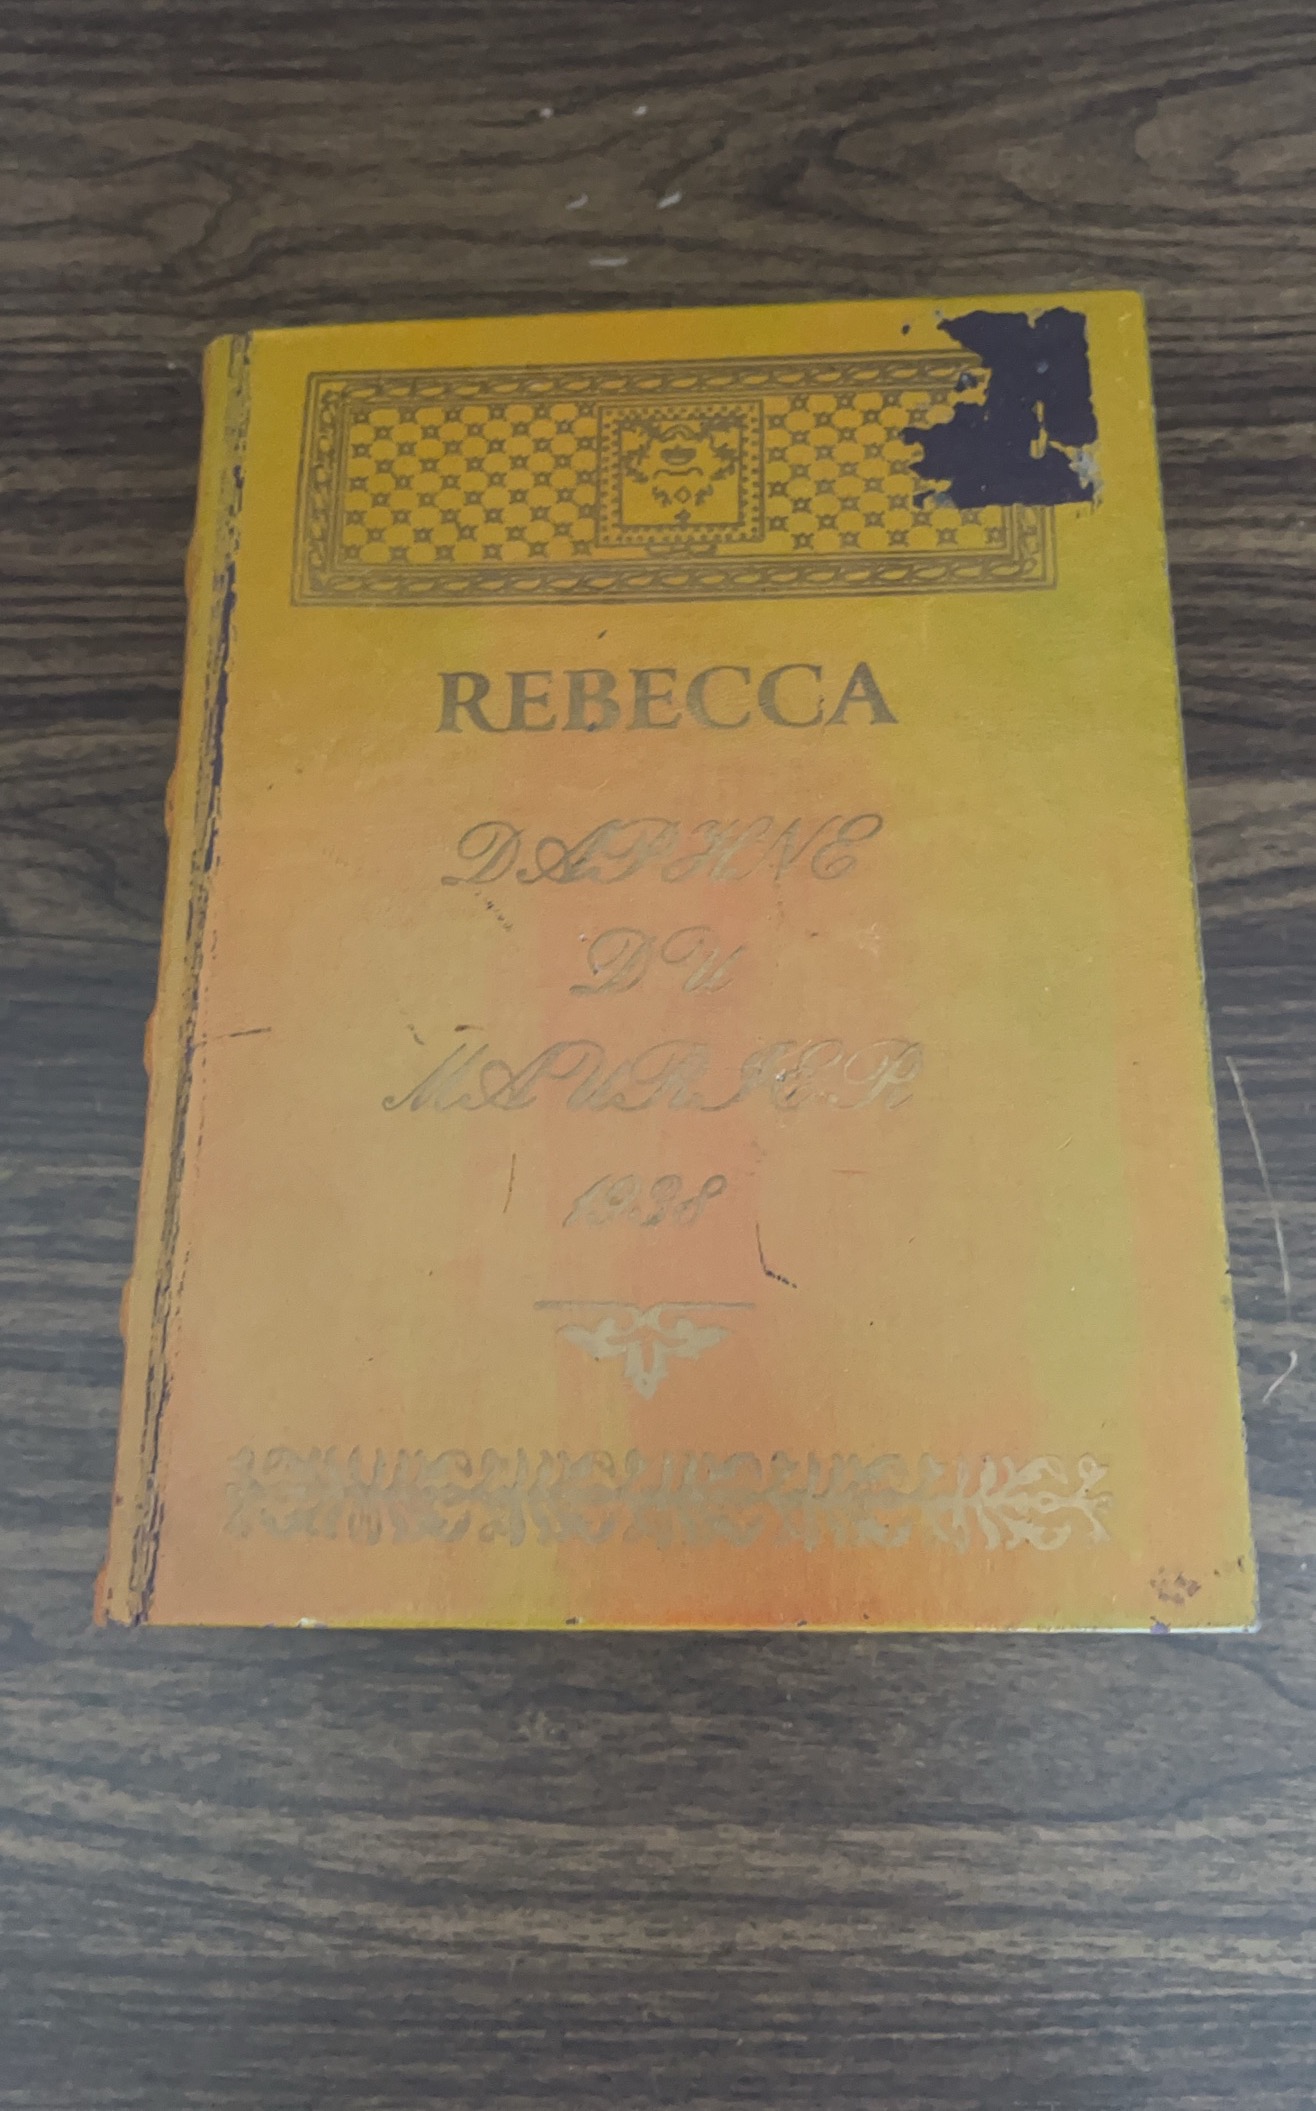 REBECCA
DAPHNE
DU
MAURIER
1938